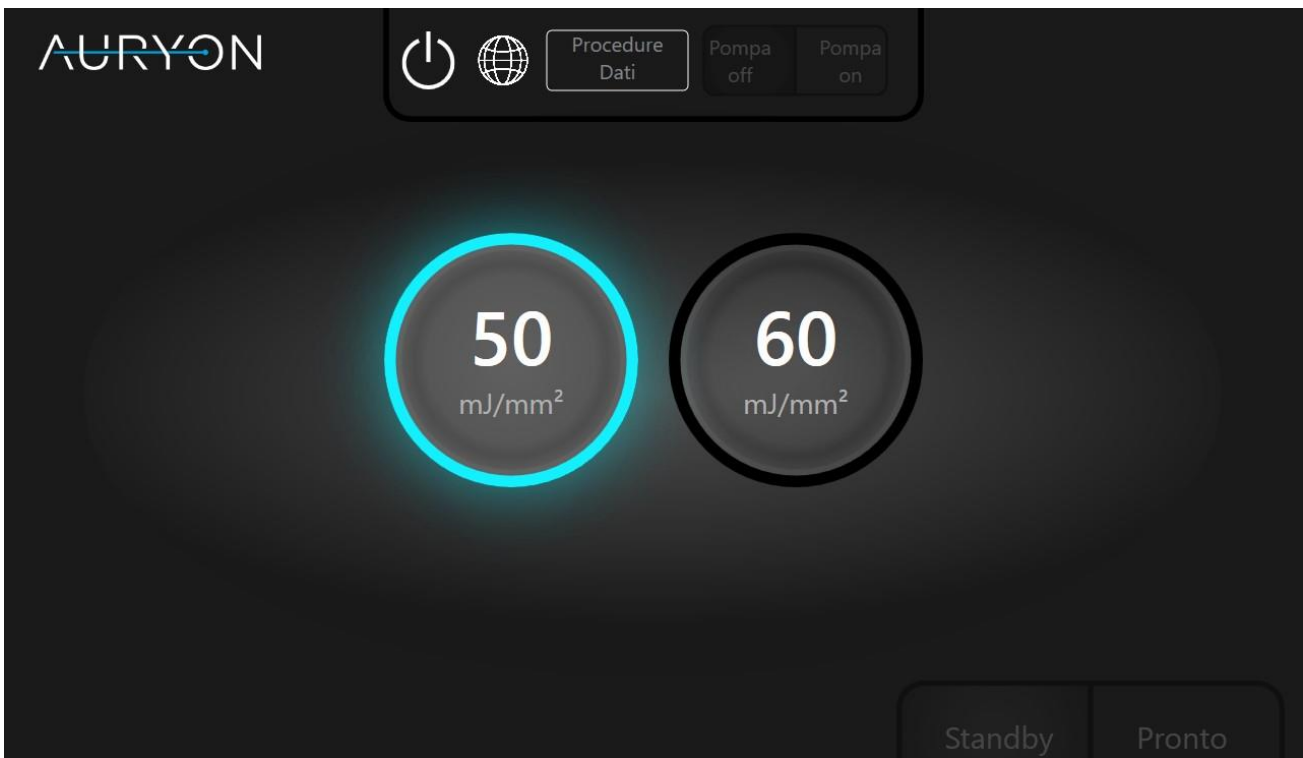 AURYON
Procedure
Dati
Pompa
off
Pompa
on
50
mJ/mm²
60
mJ/mm²
Standby
Pronto